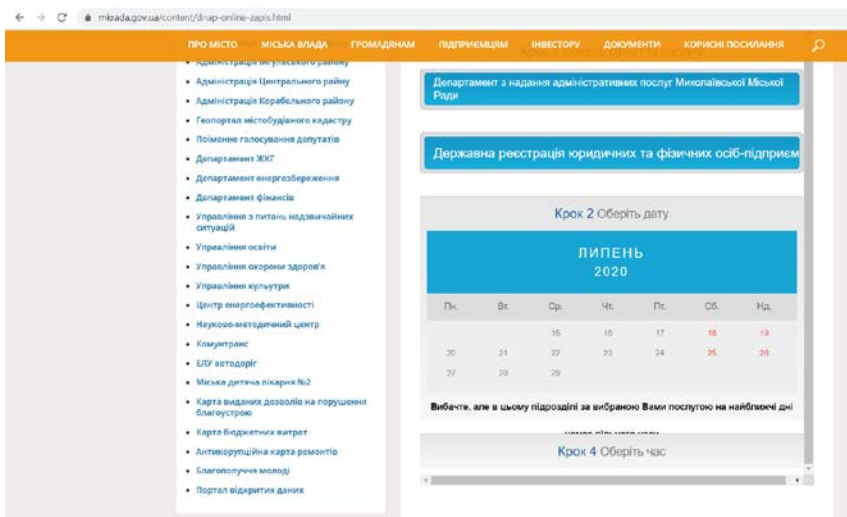 mkrada.gov.ua/content/dnap-online-zapis.html
ПРО МІСТО МІСЬКА ВЛАДА ГРОМАДЯНАМ ПІДПРИЄМЦЯМ ІНВЕСТОРУ ДОКУМЕНТИ КОРИСНІ ПОСИЛАННЯ
Адміністрація Інгульського району
Адміністрація Центрального райну
Адміністрація Корабельного району
Геопортал містобудівного кадастру
Поіменне голосування депутатів
Департамент ЖКГ
Департамент енергозбереження
Департамент фінансів
Управління з питань надзвичайних
ситуацій
Управління освіти
Управління охорони здоров'я
Управління культури
Центр енергоефективності
Науково-методичний центр
Комунтранс
ЕЛУ автодоріг
Міська дитяча лікарня №2
Карта виданих дозволів на порушення
благоустрою
Карта бюджетних витрат
Антикорупційна карта ремонтів
Благополуччя молоді
Портал відкритих даних
Департамент з надання адміністративних послуг Миколаївської Міської
Ради
Державна реєстрація юридичних та фізичних осіб-підприєм
Крок 2 Оберіть дату
ЛИПЕНЬ
2020
Пн. Вт. Ср. Чт. Пт. Сб. Нд.
15 16 17 18 19
20 21 22 23 24 25 26
27 28 29
Вибачте, але в цьому підрозділі за вибраною Вами послугою на найближчі дні
Крок 4 Оберіть час